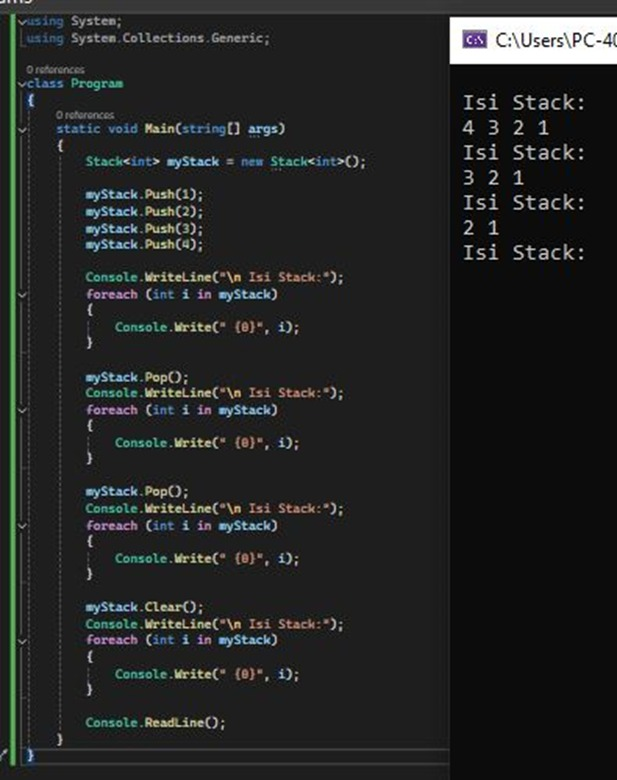 ams
using System;
using System.Collections.Generic;
0 references
class Program
{
0 references
static void Main(string[] args)
{
Stack<int> myStack = new Stack<int>();
myStack.Push(1);
myStack.Push(2);
myStack.Push(3);
myStack.Push(4);
Console.WriteLine("\n Isi Stack:");
foreach (int i in myStack)
{
Console.Write(" {0}", i);
}
myStack.Pop();
Console.WriteLine("\n Isi Stack:");
foreach (int i in myStack)
{
Console.Write(" {0}", i);
}
myStack.Pop();
Console.WriteLine("\n Isi Stack:");
foreach (int i in myStack)
{
Console.Write(" {0}", i);
}
myStack.Clear();
Console.WriteLine("\n Isi Stack:");
foreach (int i in myStack)
{
Console.Write(" {0}", i);
}
Console.ReadLine();
}
}
C:\Users\PC-40
Isi Stack:
4 3 2 1
Isi Stack:
3 2 1
Isi Stack:
2 1
Isi Stack: